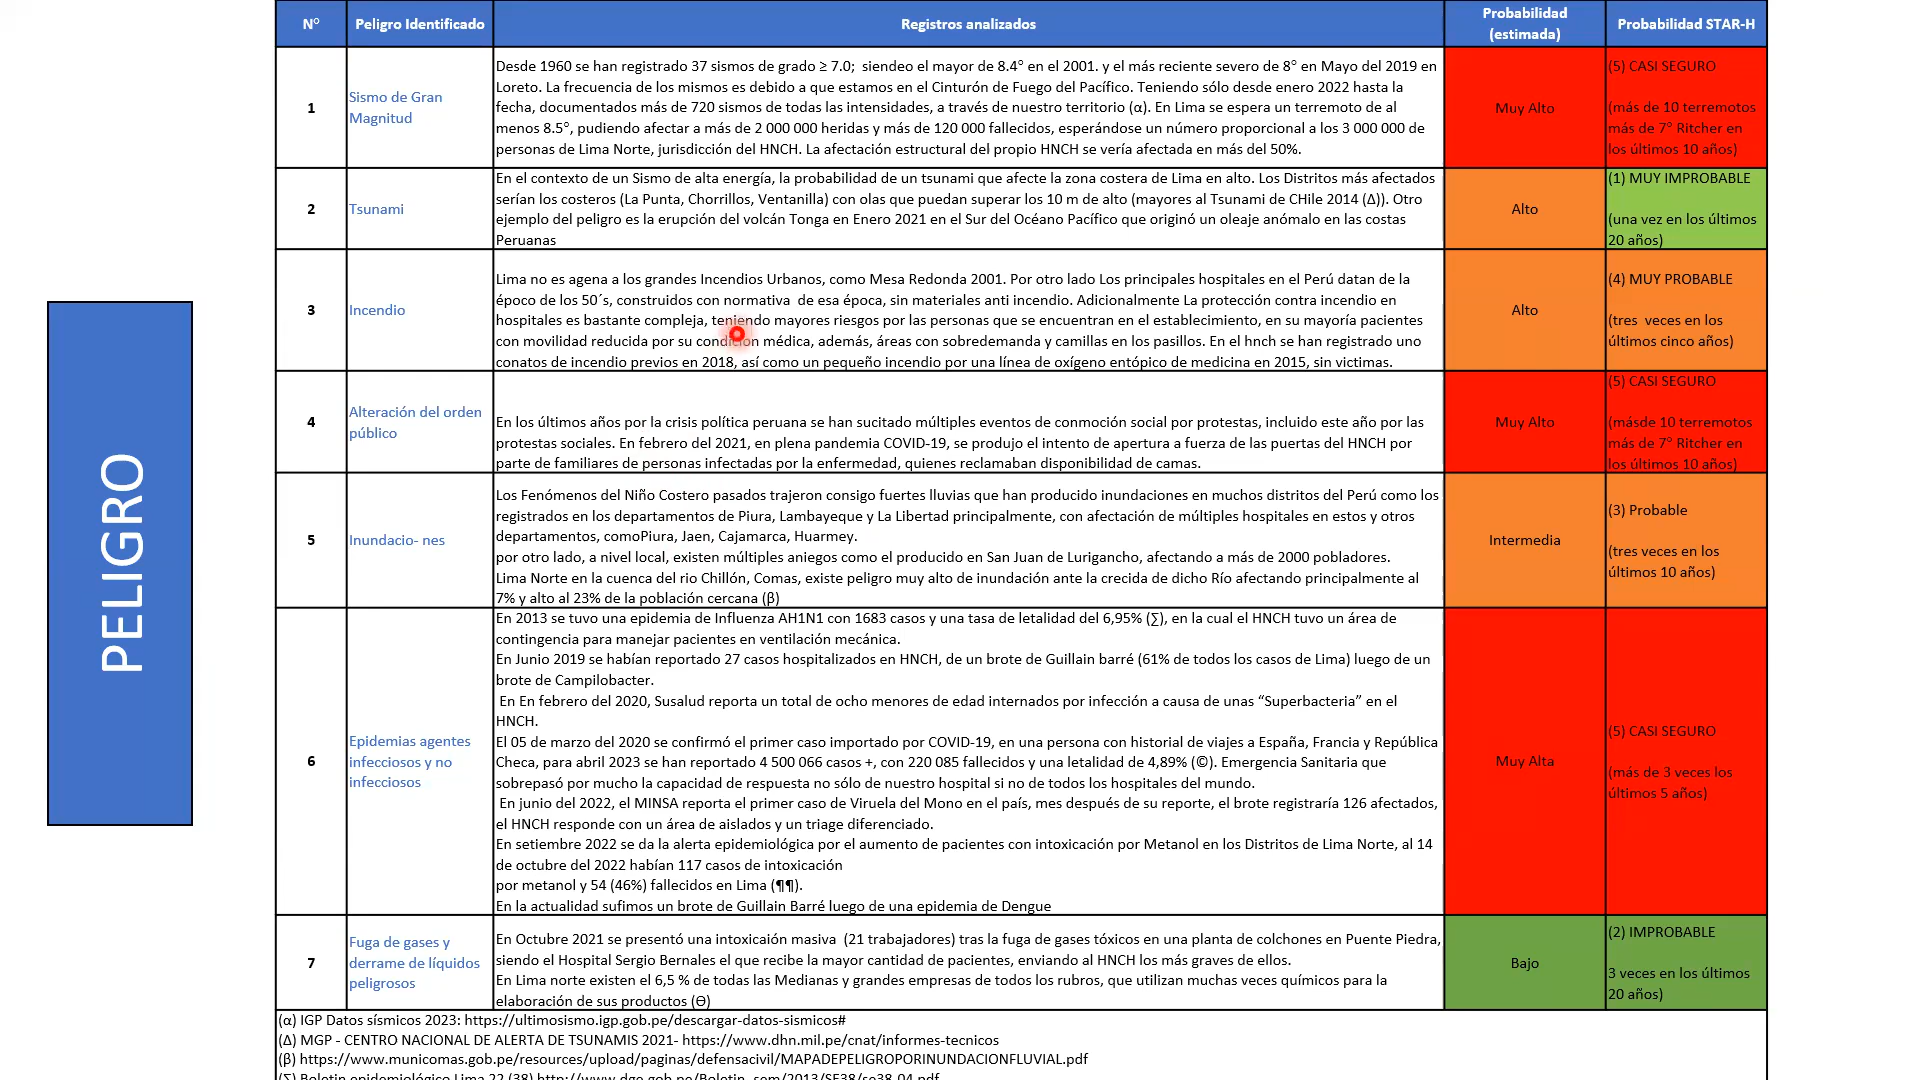 PELIGRO
N° Peligro Identificado Registros analizados Probabilidad (estimada) Probabilidad STAR-H
1
Sismo de Gran
Magnitud
Desde 1960 se han registrado 37 sismos de grado ≥ 7.0; siendeo el mayor de 8.4° en el 2001. y el más reciente severo de 8° en Mayo del 2019 en
Loreto. La frecuencia de los mismos es debido a que estamos en el Cinturón de Fuego del Pacífico. Teniendo sólo desde enero 2022 hasta la
fecha, documentados más de 720 sismos de todas las intensidades, a través de nuestro territorio (α). En Lima se espera un terremoto de al
menos 8.5°, pudiendo afectar a más de 2 000 000 heridas y más de 120 000 fallecidos, esperándose un número proporcional a los 3 000 000 de
personas de Lima Norte, jurisdicción del HNCH. La afectación estructural del propio HNCH se vería afectada en más del 50%.
Muy Alto
(5) CASI SEGURO
(más de 10 terremotos
más de 7° Ritcher en
los últimos 10 años)
2
Tsunami
En el contexto de un Sismo de alta energía, la probabilidad de un tsunami que afecte la zona costera de Lima en alto. Los Distritos más afectados
serían los costeros (La Punta, Chorrillos, Ventanilla) con olas que puedan superar los 10 m de alto (mayores al Tsunami de CHile 2014 (Δ)). Otro
ejemplo del peligro es la erupción del volcán Tonga en Enero 2021 en el Sur del Océano Pacífico que originó un oleaje anómalo en las costas
Peruanas
Alto
(1) MUY IMPROBABLE
(una vez en los últimos
20 años)
3
Incendio
Lima no es agena a los grandes Incendios Urbanos, como Mesa Redonda 2001. Por otro lado Los principales hospitales en el Perú datan de la
époco de los 50´s, construidos con normativa de esa época, sin materiales anti incendio. Adicionalmente La protección contra incendio en
hospitales es bastante compleja, teniendo mayores riesgos por las personas que se encuentran en el establecimiento, en su mayoría pacientes
con movilidad reducida por su condición médica, además, áreas con sobredemanda y camillas en los pasillos. En el hnch se han registrado uno
conatos de incendio previos en 2018, así como un pequeño incendio por una línea de oxígeno entópico de medicina en 2015, sin victimas.
Alto
(4) MUY PROBABLE
(tres veces en los
últimos cinco años)
4
Alteración del orden
público
En los últimos años por la crisis política peruana se han sucitado múltiples eventos de conmoción social por protestas, incluido este año por las
protestas sociales. En febrero del 2021, en plena pandemia COVID-19, se produjo el intento de apertura a fuerza de las puertas del HNCH por
parte de familiares de personas infectadas por la enfermedad, quienes reclamaban disponibilidad de camas.
Muy Alto
(5) CASI SEGURO
(másde 10 terremotos
más de 7° Ritcher en
los últimos 10 años)
5
Inundacio- nes
Los Fenómenos del Niño Costero pasados trajeron consigo fuertes lluvias que han producido inundaciones en muchos distritos del Perú como los
registrados en los departamentos de Piura, Lambayeque y La Libertad principalmente, con afectación de múltiples hospitales en estos y otros
departamentos, comoPiura, Jaen, Cajamarca, Huarmey.
por otro lado, a nivel local, existen múltiples aniegos como el producido en San Juan de Lurigancho, afectando a más de 2000 pobladores.
Lima Norte en la cuenca del rio Chillón, Comas, existe peligro muy alto de inundación ante la crecida de dicho Río afectando principalmente al
7% y alto al 23% de la población cercana (β)
Intermedia
(3) Probable
(tres veces en los
últimos 10 años)
6
Epidemias agentes
infecciosos y no
infecciosos
En 2013 se tuvo una epidemia de Influenza AH1N1 con 1683 casos y una tasa de letalidad del 6,95% (∑), en la cual el HNCH tuvo un área de
contingencia para manejar pacientes en ventilación mecánica.
En Junio 2019 se habían reportado 27 casos hospitalizados en HNCH, de un brote de Guillain barré (61% de todos los casos de Lima) luego de un
brote de Campilobacter.
En En febrero del 2020, Susalud reporta un total de ocho menores de edad internados por infección a causa de unas “Superbacteria” en el
HNCH.
El 05 de marzo del 2020 se confirmó el primer caso importado por COVID-19, en una persona con historial de viajes a España, Francia y República
Checa, para abril 2023 se han reportado 4 500 066 casos +, con 220 085 fallecidos y una letalidad de 4,89% (©). Emergencia Sanitaria que
sobrepasó por mucho la capacidad de respuesta no sólo de nuestro hospital si no de todos los hospitales del mundo.
En junio del 2022, el MINSA reporta el primer caso de Viruela del Mono en el país, mes después de su reporte, el brote registraría 126 afectados,
el HNCH responde con un área de aislados y un triage diferenciado.
En setiembre 2022 se da la alerta epidemiológica por el aumento de pacientes con intoxicación por Metanol en los Distritos de Lima Norte, al 14
de octubre del 2022 habían 117 casos de intoxicación
por metanol y 54 (46%) fallecidos en Lima (¶¶).
En la actualidad sufimos un brote de Guillain Barré luego de una epidemia de Dengue
Muy Alta
(5) CASI SEGURO
(más de 3 veces los
últimos 5 años)
7
Fuga de gases y
derrame de líquidos
peligrosos
En Octubre 2021 se presentó una intoxicaión masiva (21 trabajadores) tras la fuga de gases tóxicos en una planta de colchones en Puente Piedra,
siendo el Hospital Sergio Bernales el que recibe la mayor cantidad de pacientes, enviando al HNCH los más graves de ellos.
En Lima norte existen el 6,5 % de todas las Medianas y grandes empresas de todos los rubros, que utilizan muchas veces químicos para la
elaboración de sus productos (Ɵ)
Bajo
(2) IMPROBABLE
3 veces en los últimos
20 años)
(α) IGP Datos sísmicos 2023: https://ultimosismo.igp.gob.pe/descargar-datos-sismicos#
(Δ) MGP - CENTRO NACIONAL DE ALERTA DE TSUNAMIS 2021- https://www.dhn.mil.pe/cnat/informes-tecnicos
(β) https://www.municomas.gob.pe/resources/upload/paginas/defensacivil/MAPADEPELIGROPORINUNDACIONFLUVIAL.pdf
(∑) Boletin epidemiológico Lima 22 (38) http://www.dge.gob.pe/Boletin_sem/2013/SE38/se38-04.pdf